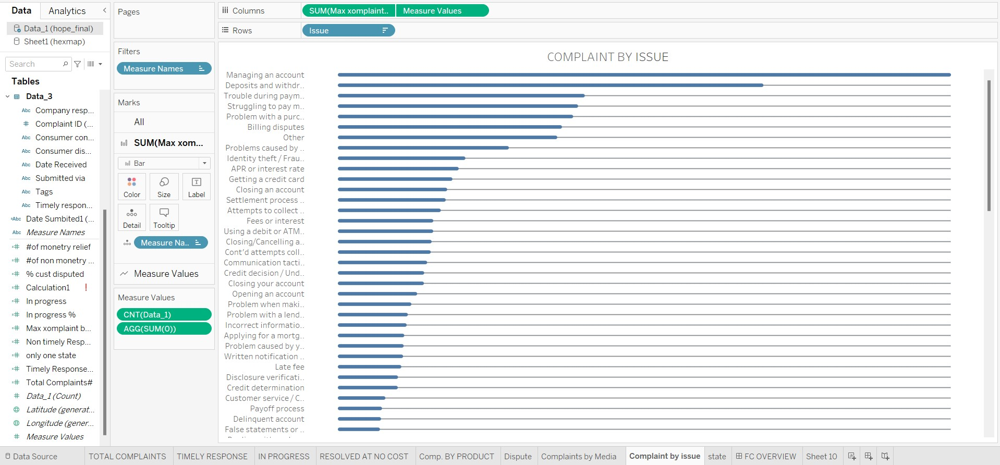 Data
Analytics
Data_1 (hope_final)
Sheet1 (hexmap)
Search
Tables
Data_3
Abc Company resp...
# Complaint ID (...
Abc Consumer con...
Abc Consumer dis...
Abc Date Received
Abc Submitted via
Abc Tags
Abc Timely respon...
=Abc Date Sumbited1 (...
Abc Measure Names
=# #of monetry relief
=# #of non monetry ...
=# % cust disputed
=# Calculation1 !
=# In progress
=# In progress %
=# Max xomplaint b...
=# Non timely Resp...
=# only one state
=# Timely Response...
=# Total Complaints#
# Data_1 (Count)
Latitude (generat...
Longitude (gener...
# Measure Values
Pages
Filters
Measure Names
Marks
All
SUM(Max xom...
Bar
Color
Size
Label
Detail
Tooltip
Measure Na..
Measure Values
Measure Values
CNT(Data_1)
AGG(SUM(0))
Columns
SUM(Max xomplaint..
Measure Values
Rows
Issue
COMPLAINT BY ISSUE
Managing an account
Deposits and withdr..
Trouble during paym..
Struggling to pay m..
Problem with a purc..
Billing disputes
Other
Problems caused by ..
Identity theft / Frau..
APR or interest rate
Getting a credit card
Closing an account
Settlement process ..
Attempts to collect ..
Fees or interest
Using a debit or ATM..
Closing/Cancelling a..
Cont'd attempts coll..
Communication tacti..
Credit decision / Und..
Closing your account
Opening an account
Problem when maki..
Problem with a lend..
Incorrect informatio..
Applying for a mortg..
Problem caused by y..
Written notification ..
Late fee
Disclosure verificati..
Credit determination
Customer service / C..
Payoff process
Delinquent account
False statements or ..
Data Source
TOTAL COMPLAINTS
TIMELY RESPONSE
IN PROGRESS
RESOLVED AT NO COST
Comp. BY PRODUCT
Dispute
Complaints by Media
Complaint by issue
state
FC OVERVIEW
Sheet 10